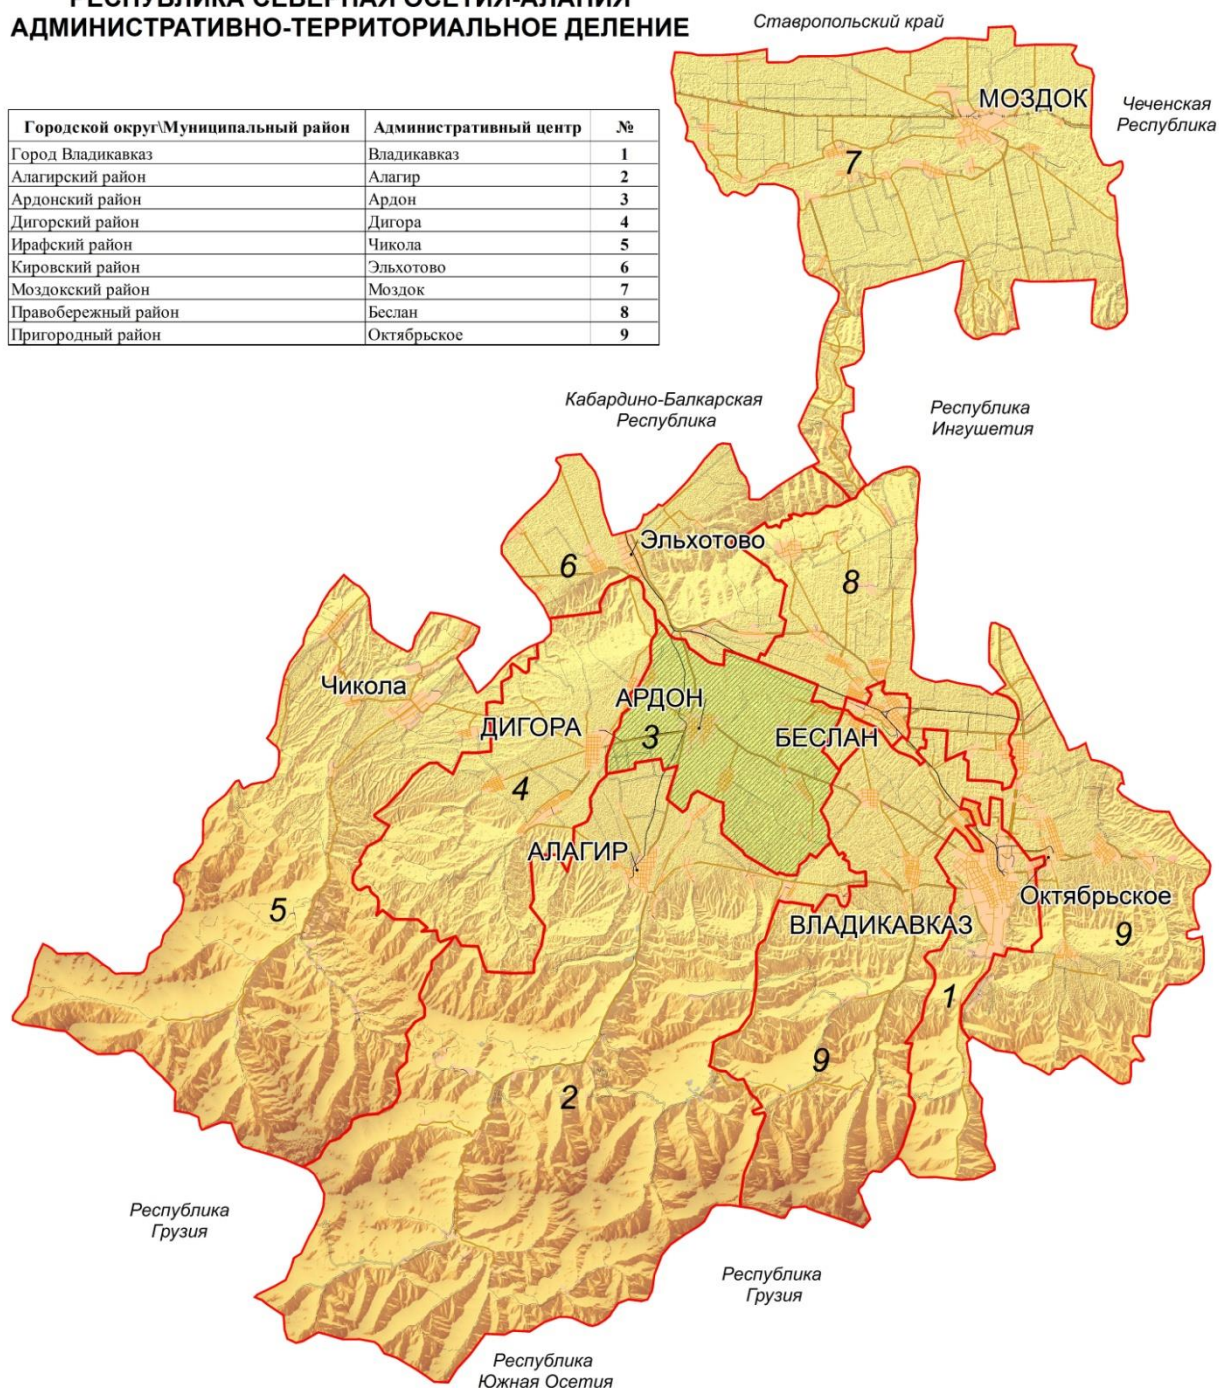 РЕСПУБЛИКА СЕВЕРНАЯ ОСЕТИЯ-АЛАНИЯ
АДМИНИСТРАТИВНО-ТЕРРИТОРИАЛЬНОЕ ДЕЛЕНИЕ
Городской округ\Муниципальный район Административный центр №
Город Владикавказ Владикавказ 1
Алагирский район Алагир 2
Ардонский район Ардон 3
Дигорский район Дигора 4
Ирафский район Чикола 5
Кировский район Эльхотово 6
Моздокский район Моздок 7
Правобережный район Беслан 8
Пригородный район Октябрьское 9
Ставропольский край
МОЗДОК
Чеченская
Республика
7
Кабардино-Балкарская
Республика
Республика
Ингушетия
Эльхотово
6
8
Чикола
АРДОН
ДИГОРА
3
БЕСЛАН
4
АЛАГИР
Октябрьское
5
ВЛАДИКАВКАЗ
9
1
9
2
Республика
Грузия
Республика
Грузия
Республика
Южная Осетия